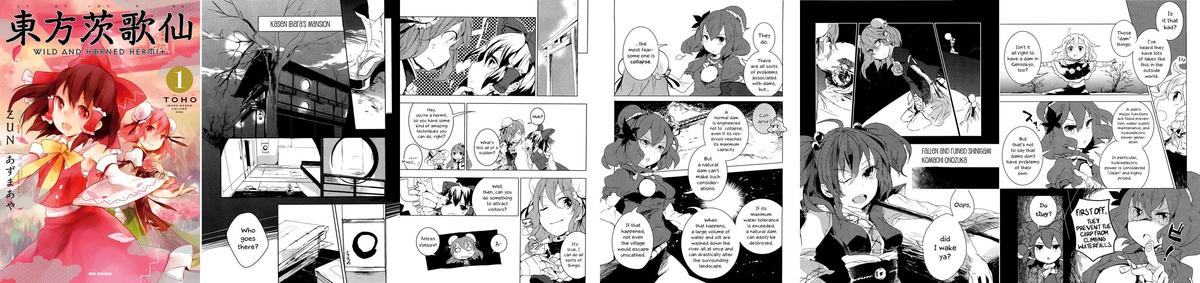 東方茨歌仙
WILD AND HORNED HERMIT.
1
TOHO
IBARA KASEN
VOLUME
ONE
ZUN
あずまあや
REX COMICS
KASEN IBARA'S MANSION
Who
goes
there?
Hey,
you're a hermit,
so you have some
kind of amazing
techniques you
can do, right?
Huh?
What's
this all of a
sudden?
Well,
then, can you
do something
to attract
visitors?
It's
true, I
can do all
sorts of
things.
They
do.
There
are all sorts
of problems
associated with
dams,
but...
...the
most fear-
some one is
collapse.
A
normal dam
is engineered
not to collapse,
even if its res-
ervoir reaches
its maximum
capacity.
But
a natural
dam can't
make such
consider-
ations.
If its
maximum
water tolerance
is exceeded, a
natural dam
can easily be
destroyed.
When
that happens,
a large volume of
water and silt are
washed down the
river all at once and
can drastically alter
the surrounding
landscape.
If that
happened,
not even
the village
would escape
unscathed.
FALLEN AND TUNED SHINIGAMI
KOMACHI ONOZUKA
Oops,
did
I wake
ya?
Is it
that bad?
I've heard
they have
lots of lakes
like this in the
outside
world.
Those
"dam"
things.
Isn't it all
right to have
a dam in
Gensokyo,
too?
A dam's
major functions
are flood preven-
tion, water supply
maintenance, and
hydroelectric
power gener-
ation.
In particular,
hydroelectric
power is considered
"clean" and highly
prized.
But
that's not
to say that
dams don't have
problems of
their own.
Do
they?
FIRST OFF,
THEY
PREVENT THE
CARP FROM
CLIMBING
WATERFALLS.